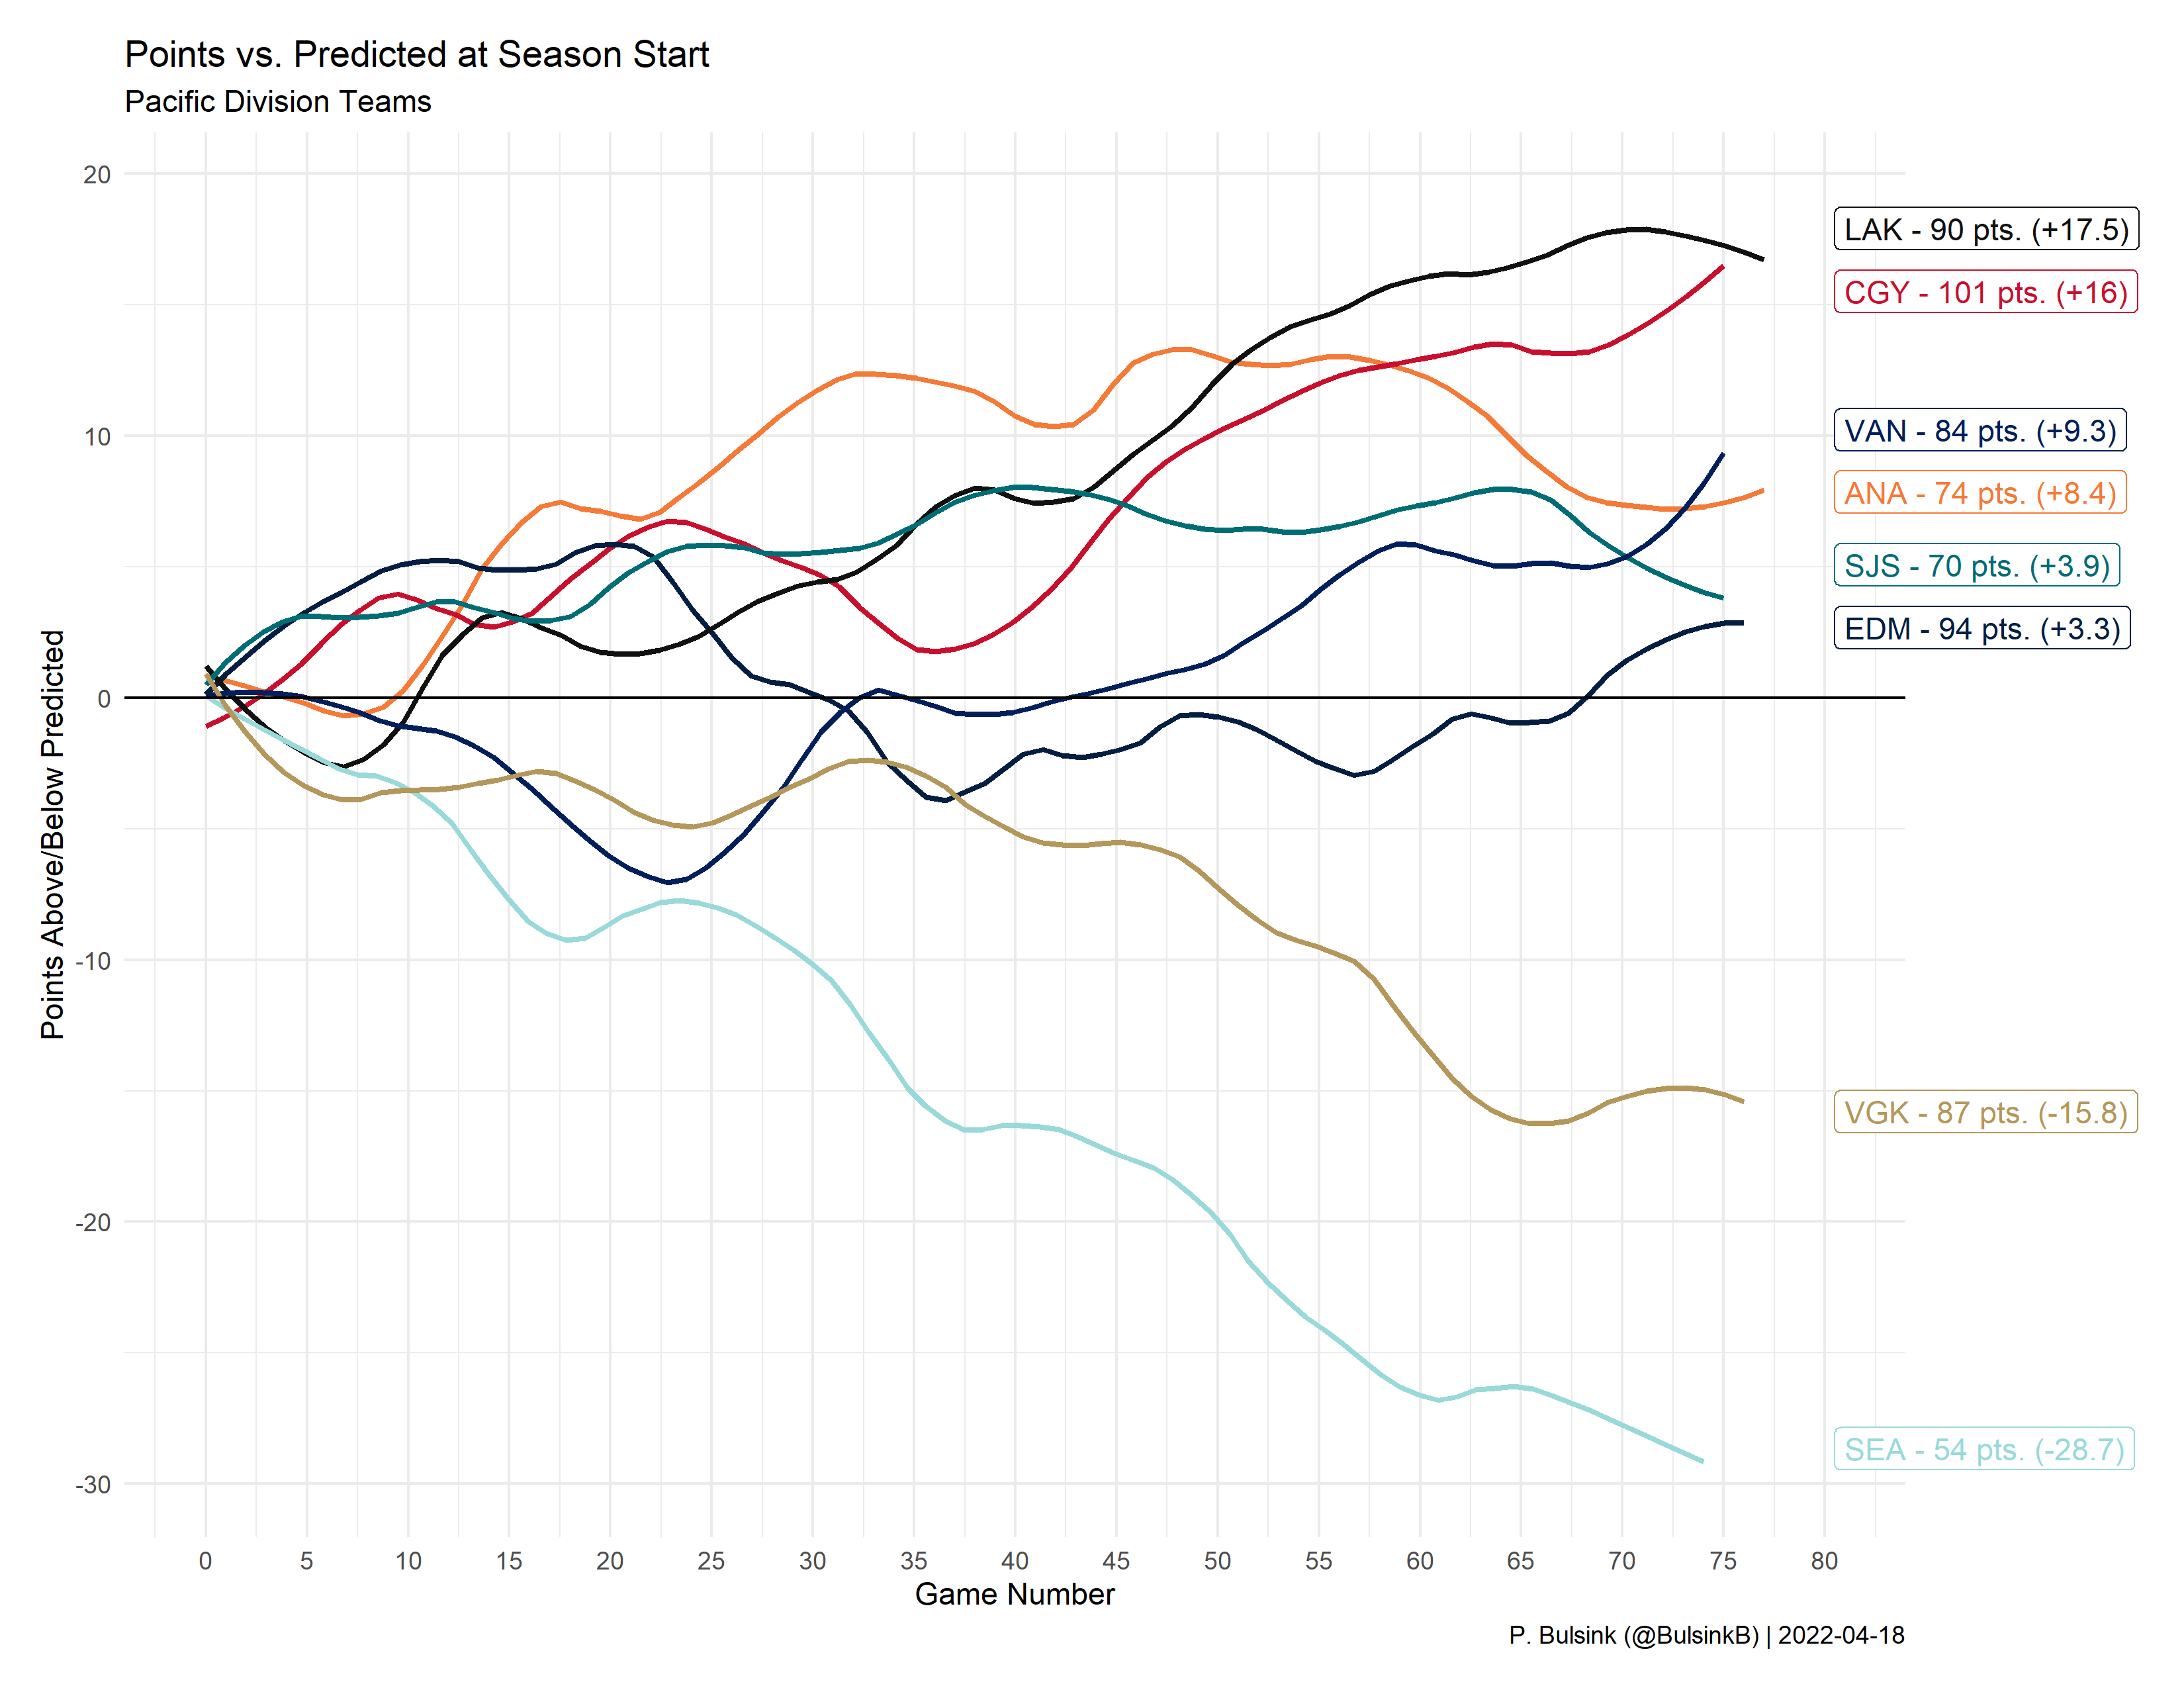 Points vs. Predicted at Season Start
Pacific Division Teams
Points Above/Below Predicted
20
10
0
-10
-20
-30
LAK - 90 pts. (+17.5)
CGY - 101 pts. (+16)
VAN - 84 pts. (+9.3)
ANA - 74 pts. (+8.4)
SJS - 70 pts. (+3.9)
EDM - 94 pts. (+3.3)
VGK - 87 pts. (-15.8)
SEA - 54 pts. (-28.7)
0 5 10 15 20 25 30 35 40 45 50 55 60 65 70 75 80
Game Number
P. Bulsink (@BulsinkB) | 2022-04-18